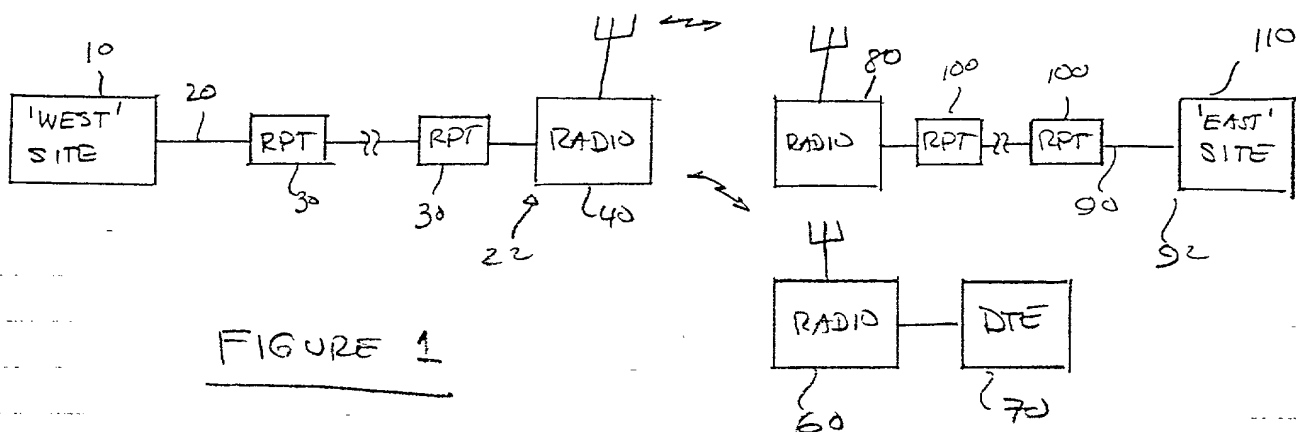 10
20
'WEST'
SITE
RPT
30
RPT
30
22
RADIO
40
80
RADIO
100
RPT
100
RPT
90
110
'EAST'
SITE
92
RADIO
60
DTE
70
FIGURE 1